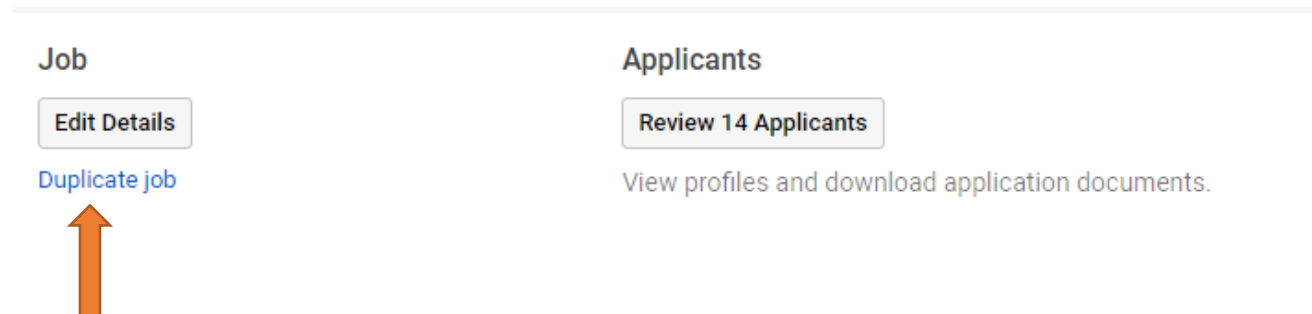 Job
Edit Details
Duplicate job
Applicants
Review 14 Applicants
View profiles and download application documents.